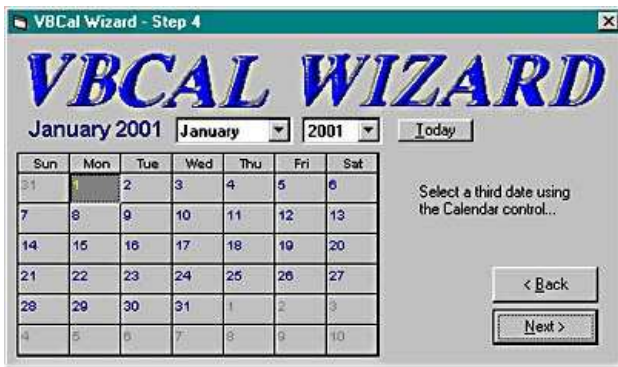 VBCal Wizard - Step 4
VBCAL WIZARD
January 2001 January 2001 Today
Sun Mon Tue Wed Thu Fri Sat
31 1 2 3 4 5 6
7 8 9 10 11 12 13
14 15 16 17 18 19 20
21 22 23 24 25 26 27
28 29 30 31 1 2 3
4 5 6 7 8 9 10
Select a third date using
the Calendar control...
< Back
Next >